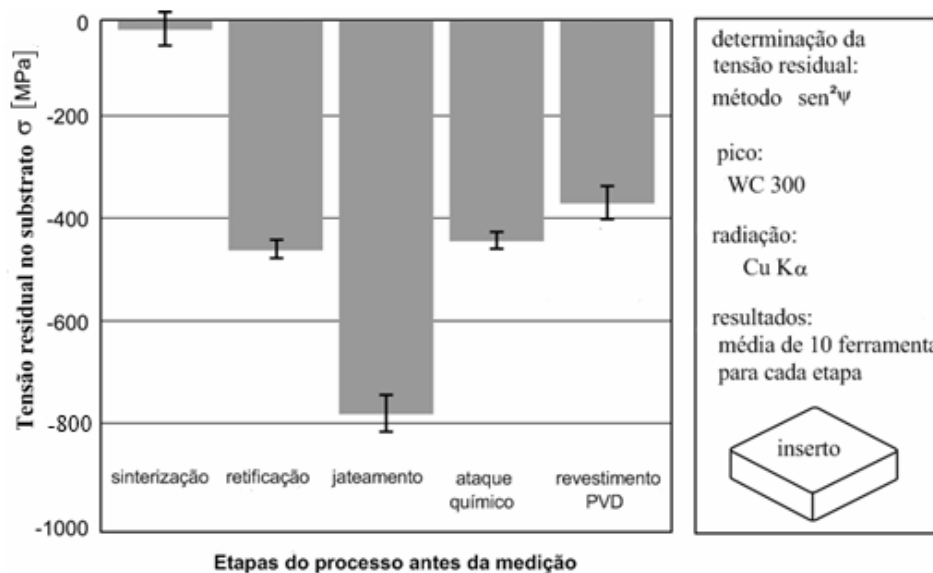 Tensão residual no substrato σ [MPa]
0
-200
-400
-600
-800
-1000
sinterização
retificação
jateamento
ataque
químico
revestimento
PVD
Etapas do processo antes da medição
determinação da
tensão residual:
método sen²ψ
pico:
WC 300
radiação:
Cu Kα
resultados:
média de 10 ferramenta
para cada etapa
inserto